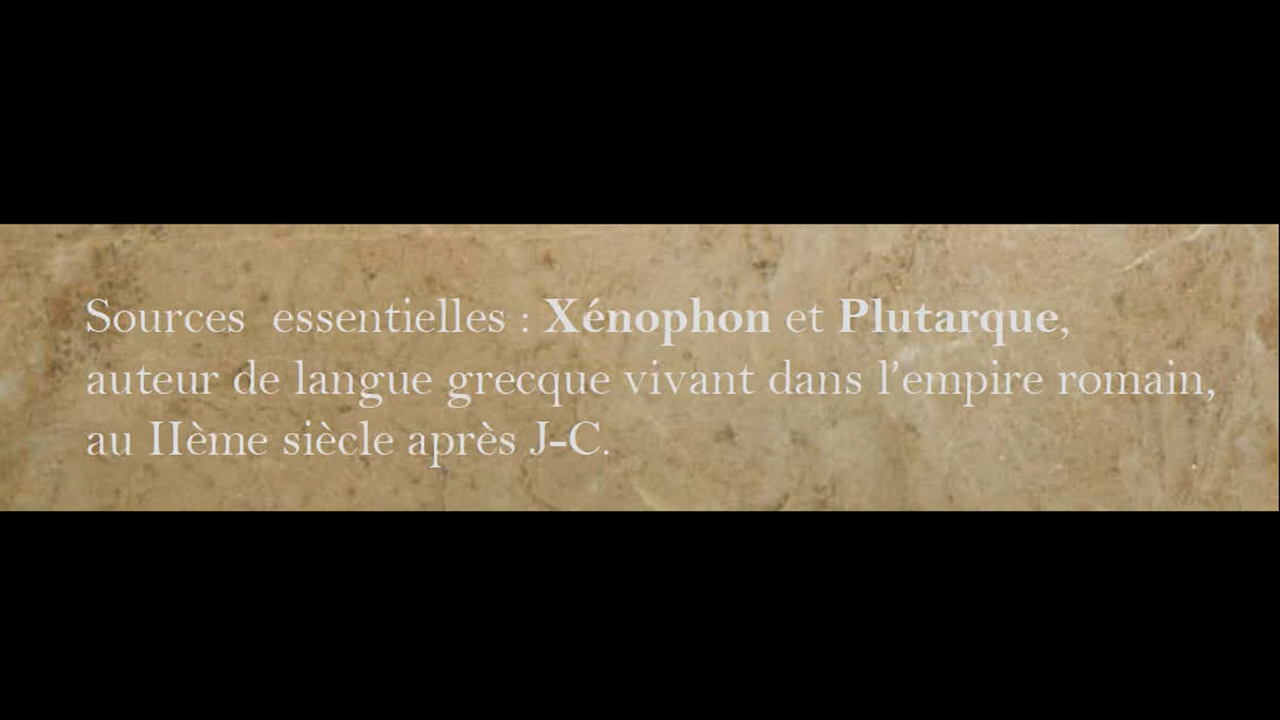 Sources  essentielles : Xénophon et Plutarque,
auteur de langue grecque vivant dans l'empire romain,
au IIème siècle après J-C.